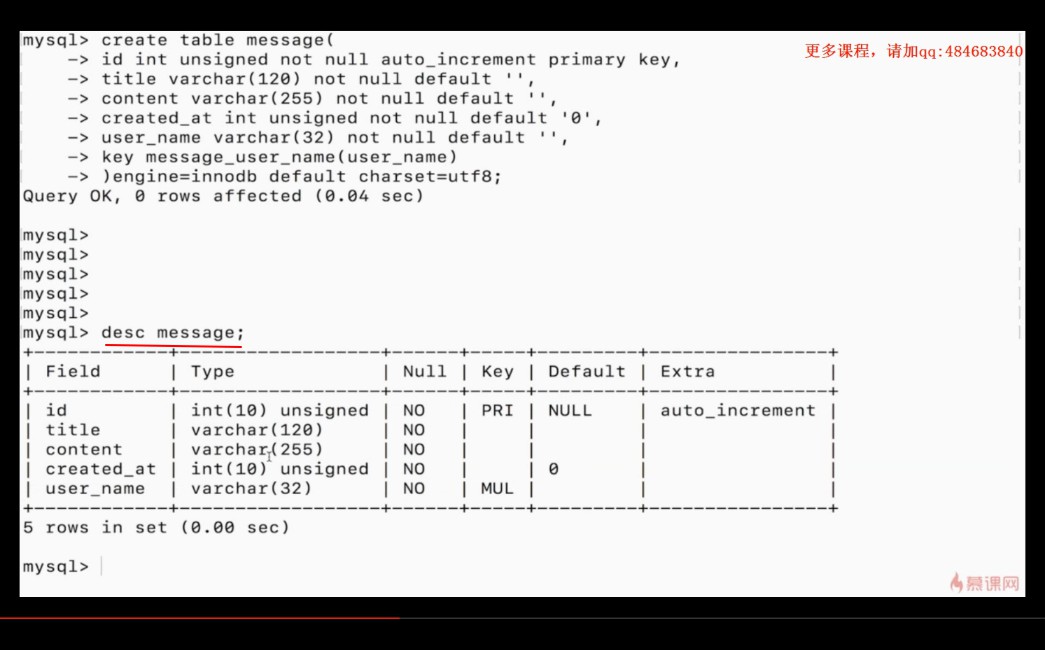 更多课程，请加qq:484683840
mysql> create table message(
    -> id int unsigned not null auto_increment primary key,
    -> title varchar(120) not null default '',
    -> content varchar(255) not null default '',
    -> created_at int unsigned not null default '0',
    -> user_name varchar(32) not null default '',
    -> key message_user_name(user_name)
    -> )engine=innodb default charset=utf8;
Query OK, 0 rows affected (0.04 sec)
mysql>
mysql>
mysql>
mysql>
mysql>
mysql> desc message;
+------------+------------------+------+-----+---------+----------------+
| Field      | Type             | Null | Key | Default | Extra          |
+------------+------------------+------+-----+---------+----------------+
| id         | int(10) unsigned | NO   | PRI | NULL    | auto_increment |
| title      | varchar(120)     | NO   |     |         |                |
| content    | varchar(255)     | NO   |     |         |                |
| created_at | int(10) unsigned | NO   |     | 0       |                |
| user_name  | varchar(32)      | NO   | MUL |         |                |
+------------+------------------+------+-----+---------+----------------+
5 rows in set (0.00 sec)
mysql>
慕课网